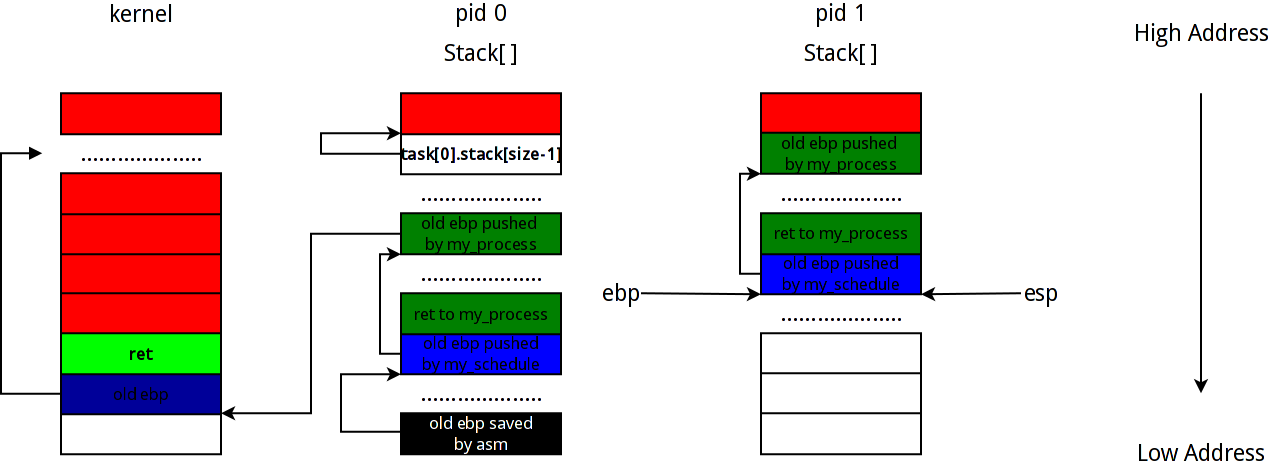 kernel
pid 0
pid 1
Stack[ ]
Stack[ ]
High Address
....................
task[0].stack[size-1]
old ebp pushed
by my_process
....................
....................
old ebp pushed
by my_process
ret to my_process
....................
old ebp pushed
by my_schedule
ebp
esp
ret to my_process
....................
ret
old ebp pushed
by my_schedule
old ebp
....................
old ebp saved
by asm
Low Address